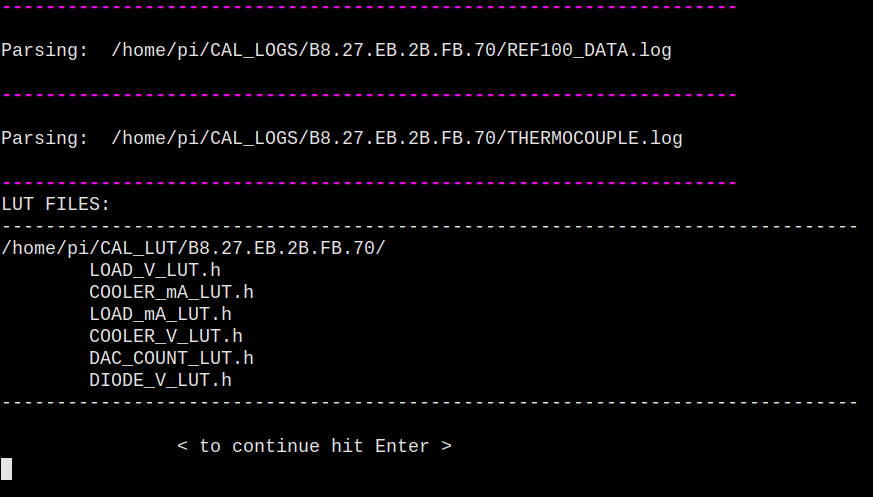 -------------------------------------------------------------------
Parsing:  /home/pi/CAL_LOGS/B8.27.EB.2B.FB.70/REF100_DATA.log
-------------------------------------------------------------------
Parsing:  /home/pi/CAL_LOGS/B8.27.EB.2B.FB.70/THERMOCOUPLE.log
-------------------------------------------------------------------
LUT FILES:
------------------------------------------------------------------------------
/home/pi/CAL_LUT/B8.27.EB.2B.FB.70/
        LOAD_V_LUT.h
        COOLER_mA_LUT.h
        LOAD_mA_LUT.h
        COOLER_V_LUT.h
        DAC_COUNT_LUT.h
        DIODE_V_LUT.h
------------------------------------------------------------------------------
                < to continue hit Enter >